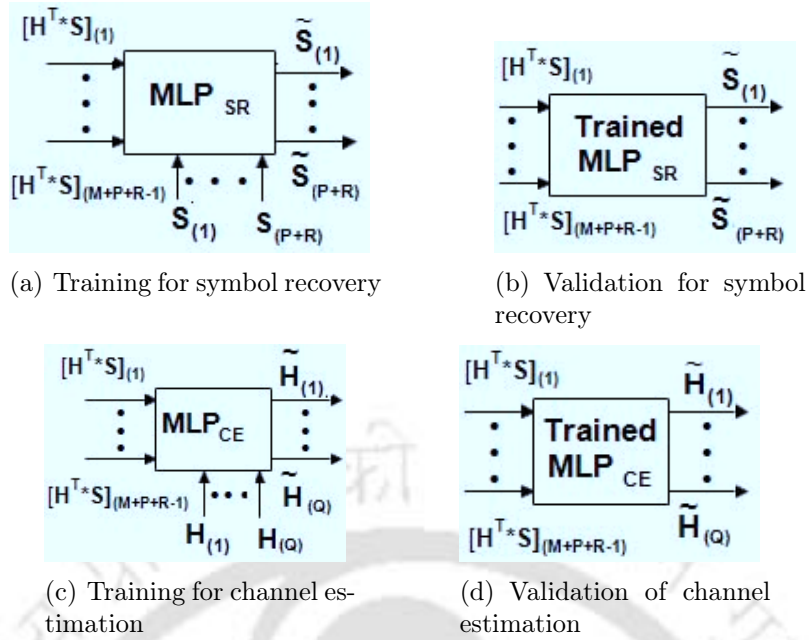 [H^T*S](1)
S̃(1)
MLP SR
[H^T*S](M+P+R-1)
S̃(P+R)
S(1)
S(P+R)
(a) Training for symbol recovery
[H^T*S](1)
S̃(1)
Trained
MLP SR
[H^T*S](M+P+R-1)
S̃(P+R)
(b) Validation for symbol
recovery
[H^T*S](1)
H̃(1)
MLP CE
[H^T*S](M+P+R-1)
H̃(Q)
H(1)
H(Q)
(c) Training for channel es-
timation
[H^T*S](1)
H̃(1)
Trained
MLP CE
[H^T*S](M+P+R-1)
H̃(Q)
(d) Validation of channel
estimation